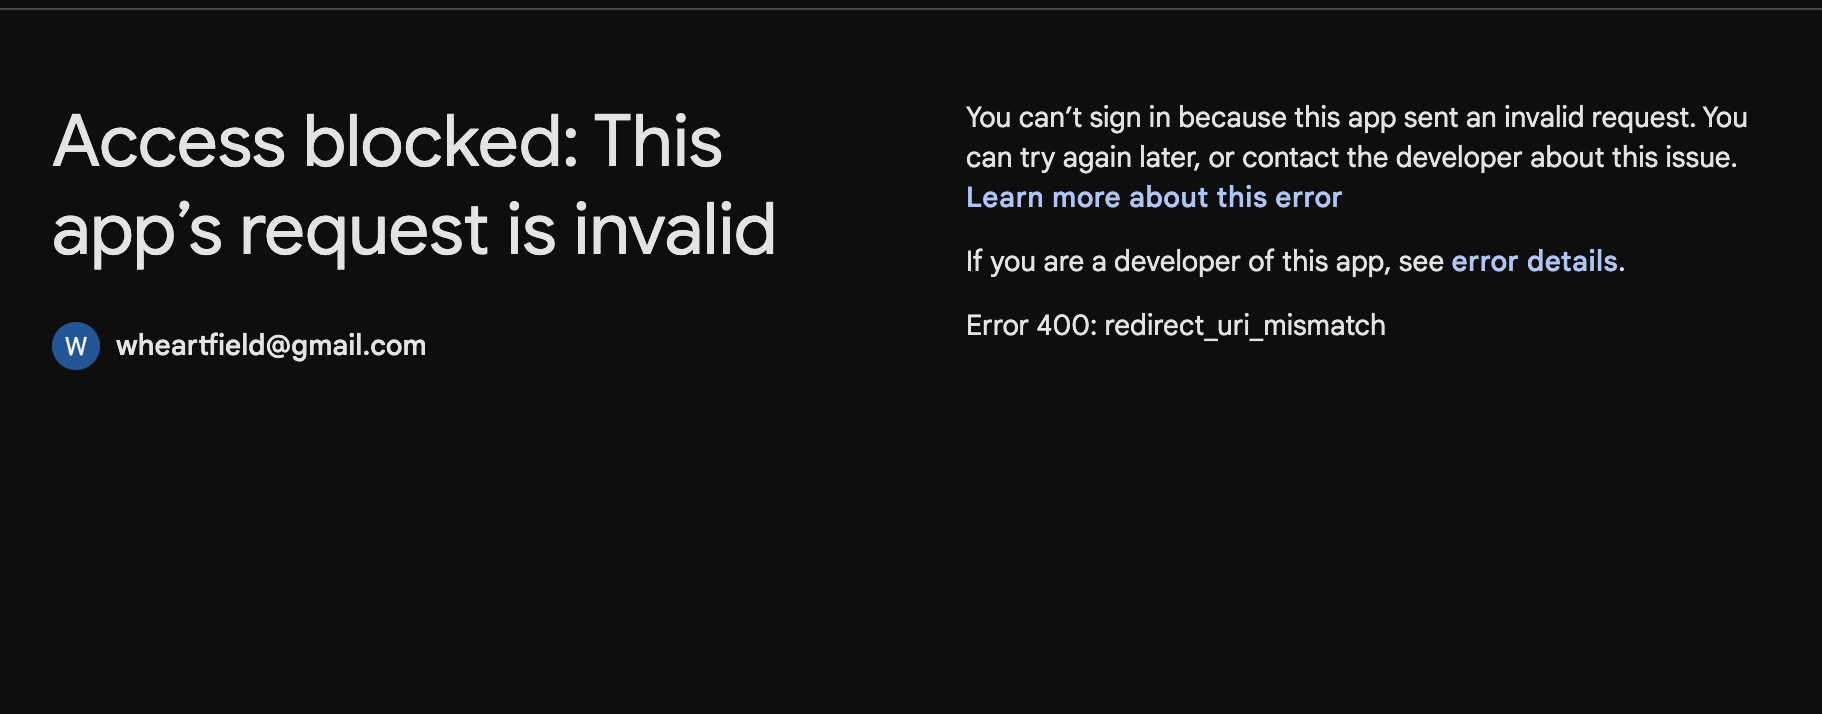 Access blocked: This
app’s request is invalid
W wheartfield@gmail.com
You can’t sign in because this app sent an invalid request. You
can try again later, or contact the developer about this issue.
Learn more about this error
If you are a developer of this app, see error details.
Error 400: redirect_uri_mismatch